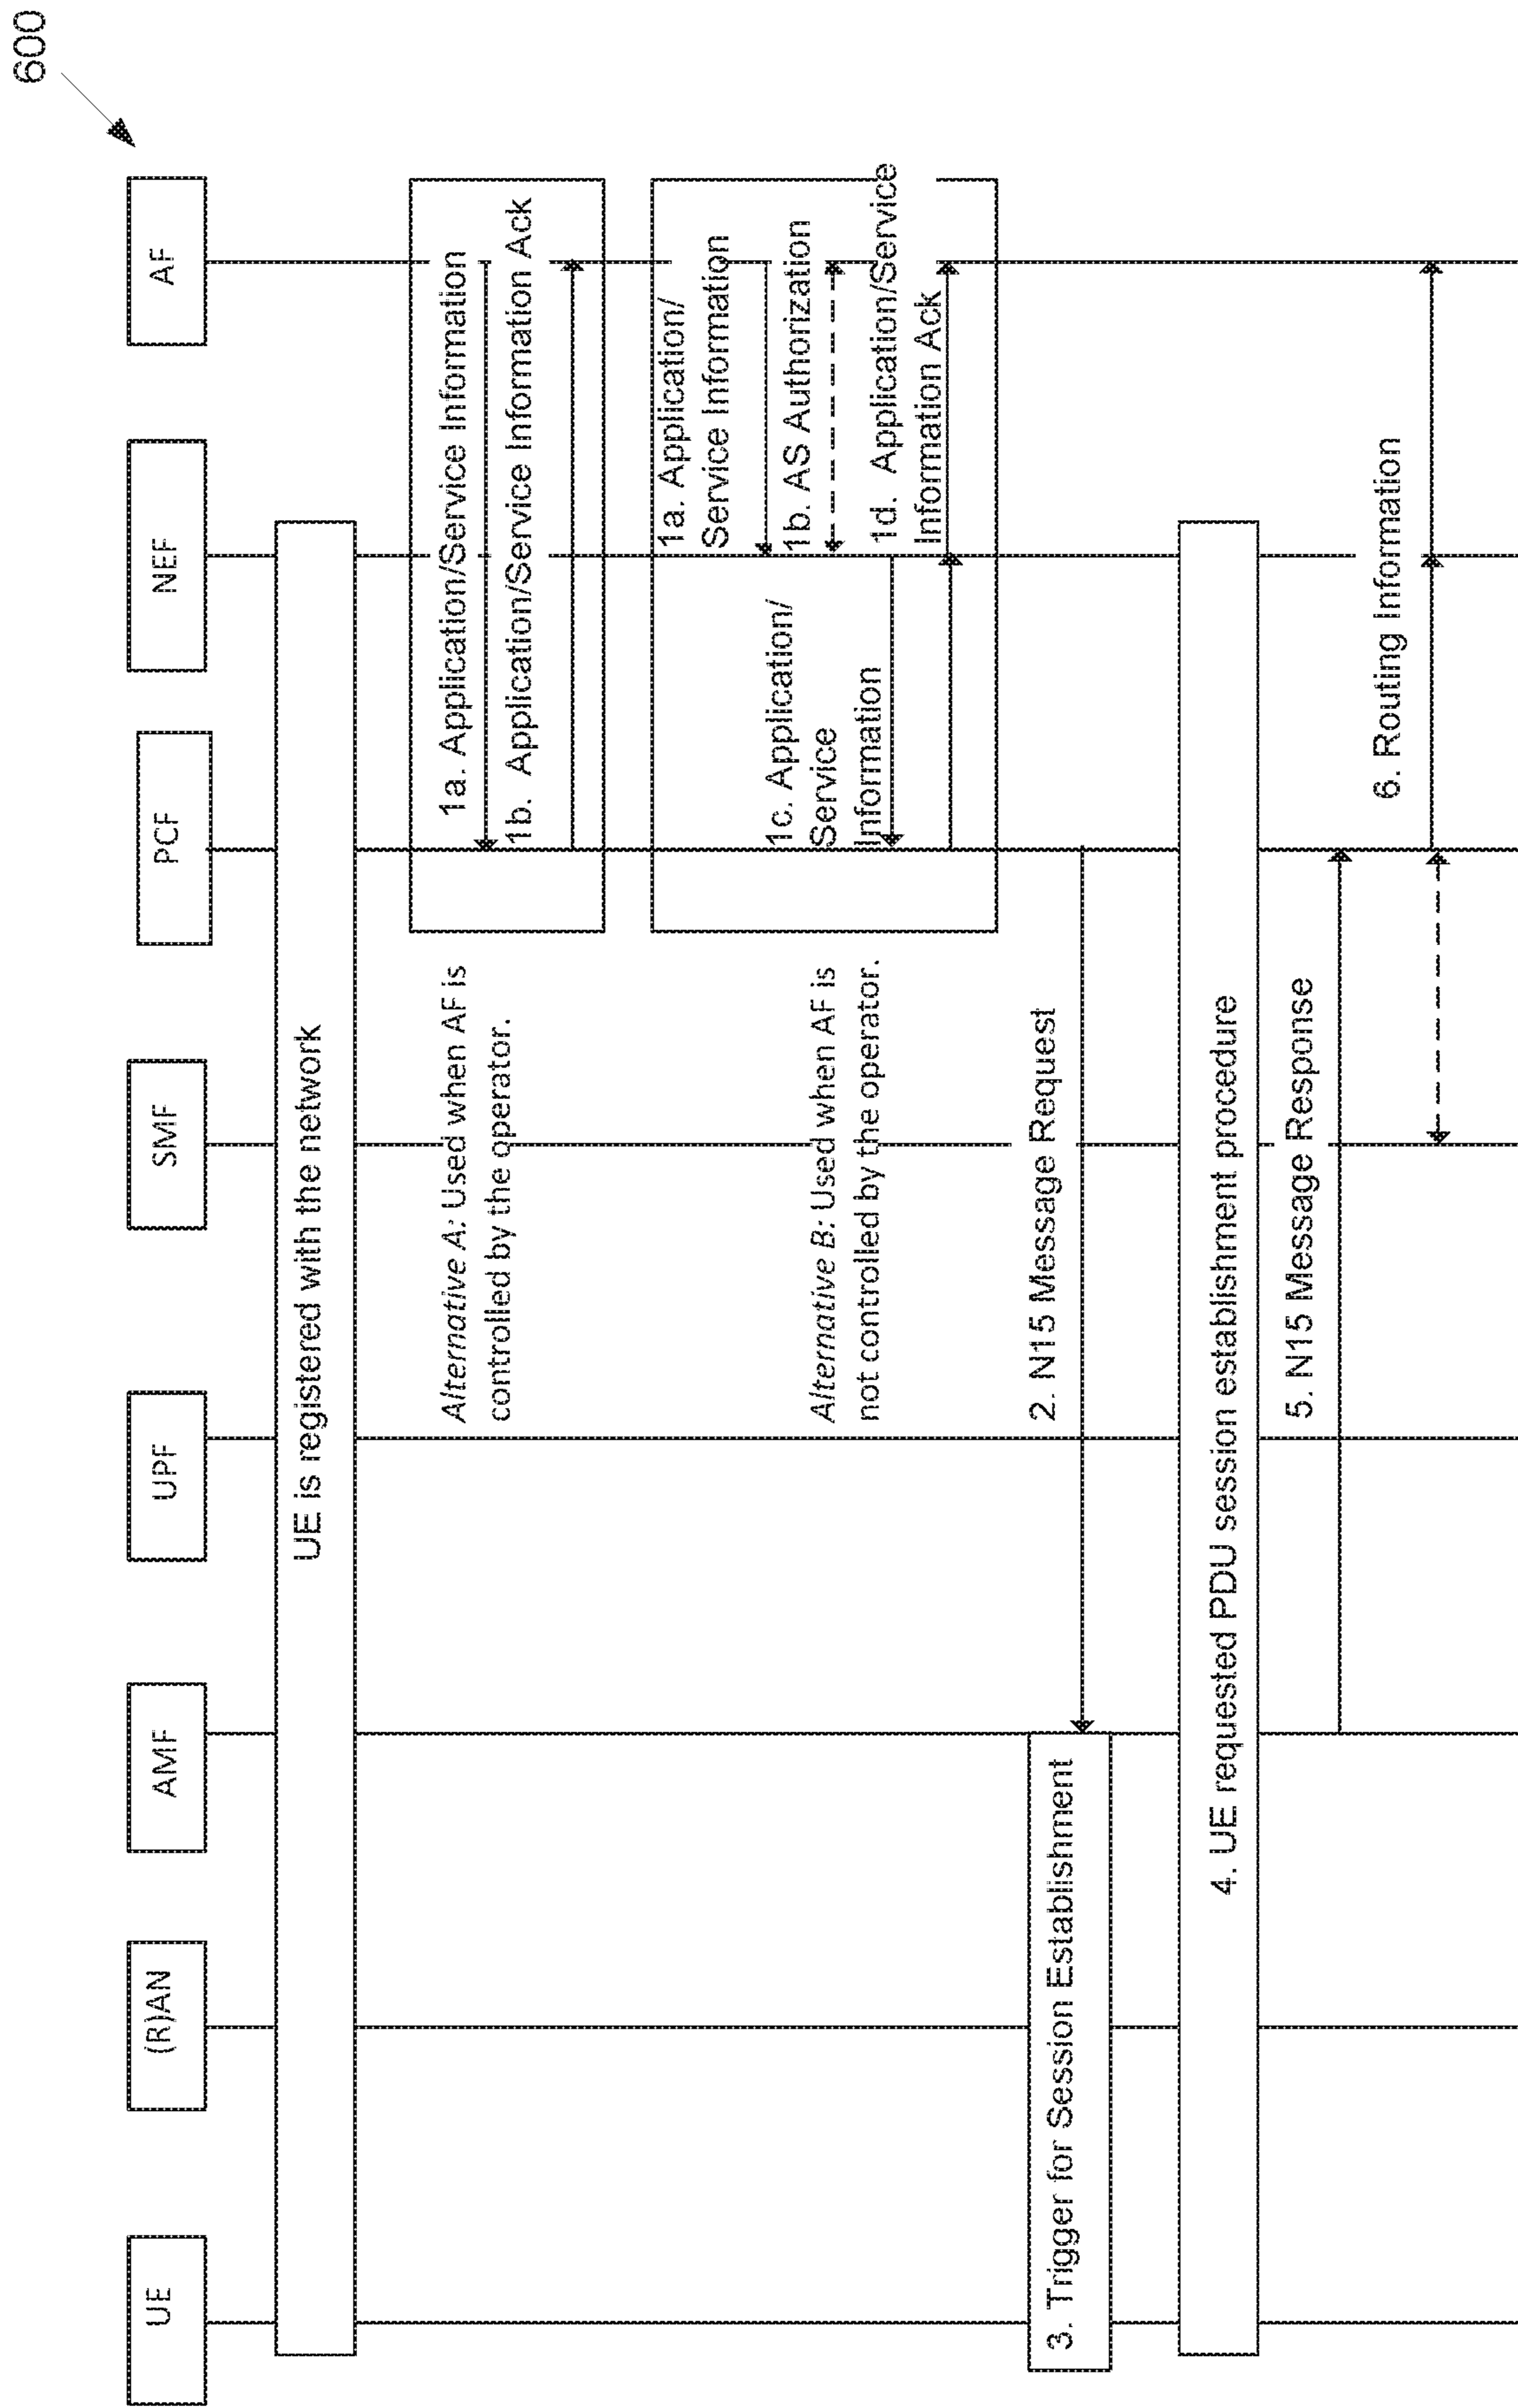 600
UE
(R)AN
AMF
UPF
SMF
PCF
NEF
AF
UE is registered with the network
Alternative A: Used when AF is
controlled by the operator.
1a. Application/Service Information
1b. Application/Service Information Ack
Alternative B: Used when AF is
not controlled by the operator.
1a. Application/
Service Information
1b. AS Authorization
1c. Application/
Service
Information
1d. Application/Service
Information Ack
2. N15 Message Request
3. Trigger for Session Establishment
4. UE requested PDU session establishment procedure
5. N15 Message Response
6. Routing Information